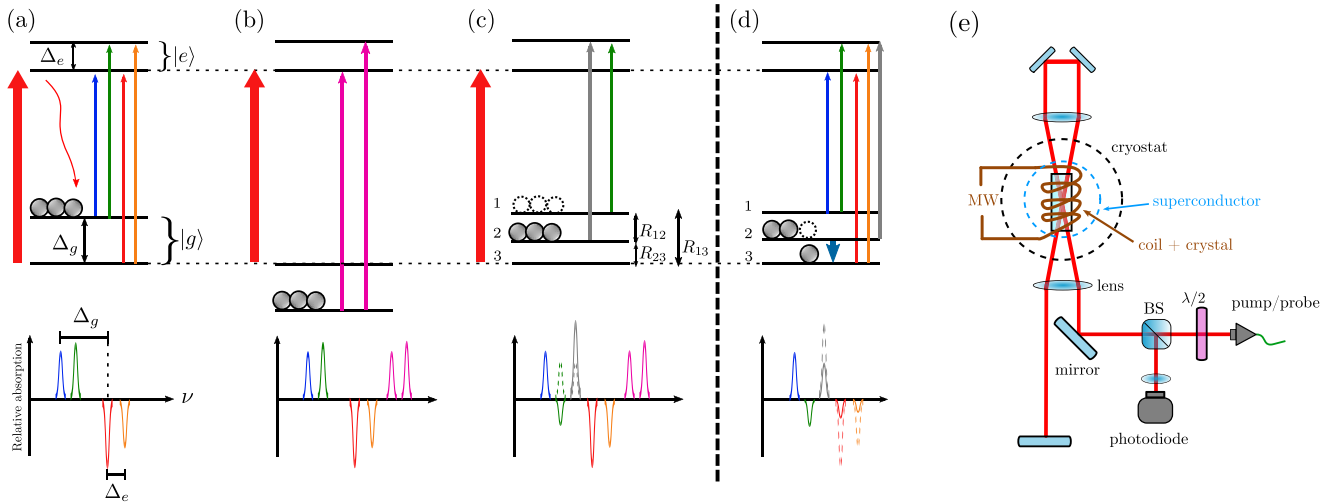 (a)
(b)
(c)
(d)
(e)
Δe
}|e⟩
Δg
}|g⟩
1
2
3
R12
R23
R13
1
2
3
cryostat
MW
superconductor
coil + crystal
lens
BS
λ/2
pump/probe
mirror
photodiode
Relative absorption
Δg
ν
Δe